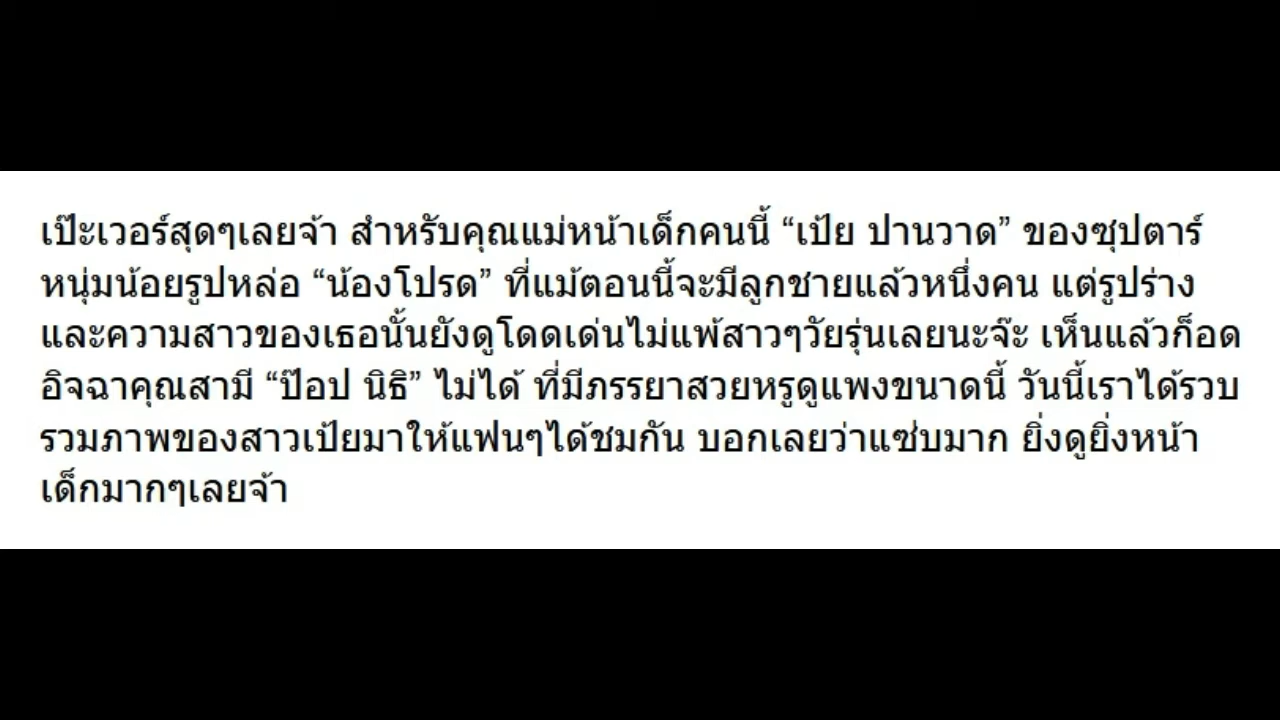 เป๊ะเวอร์สุดๆเลยจ้า สำหรับคุณแม่หน้าเด็กคนนี้ “เป้ย ปานวาด” ของซุปตาร์
หนุ่มน้อยรูปหล่อ “น้องโปรด” ที่แม้ตอนนี้จะมีลูกชายแล้วหนึ่งคน แต่รูปร่าง
และความสาวของเธอนั้นยังดูโดดเด่นไม่แพ้สาวๆวัยรุ่นเลยนะจ๊ะ เห็นแล้วก็อด
อิจฉาคุณสามี “ป๊อป นิธิ” ไม่ได้ ที่มีภรรยาสวยหรูดูแพงขนาดนี้ วันนี้เราได้รวบ
รวมภาพของสาวเป้ยมาให้แฟนๆได้ชมกัน บอกเลยว่าแซ่บมาก ยิ่งดูยิ่งหน้า
เด็กมากๆเลยจ้า